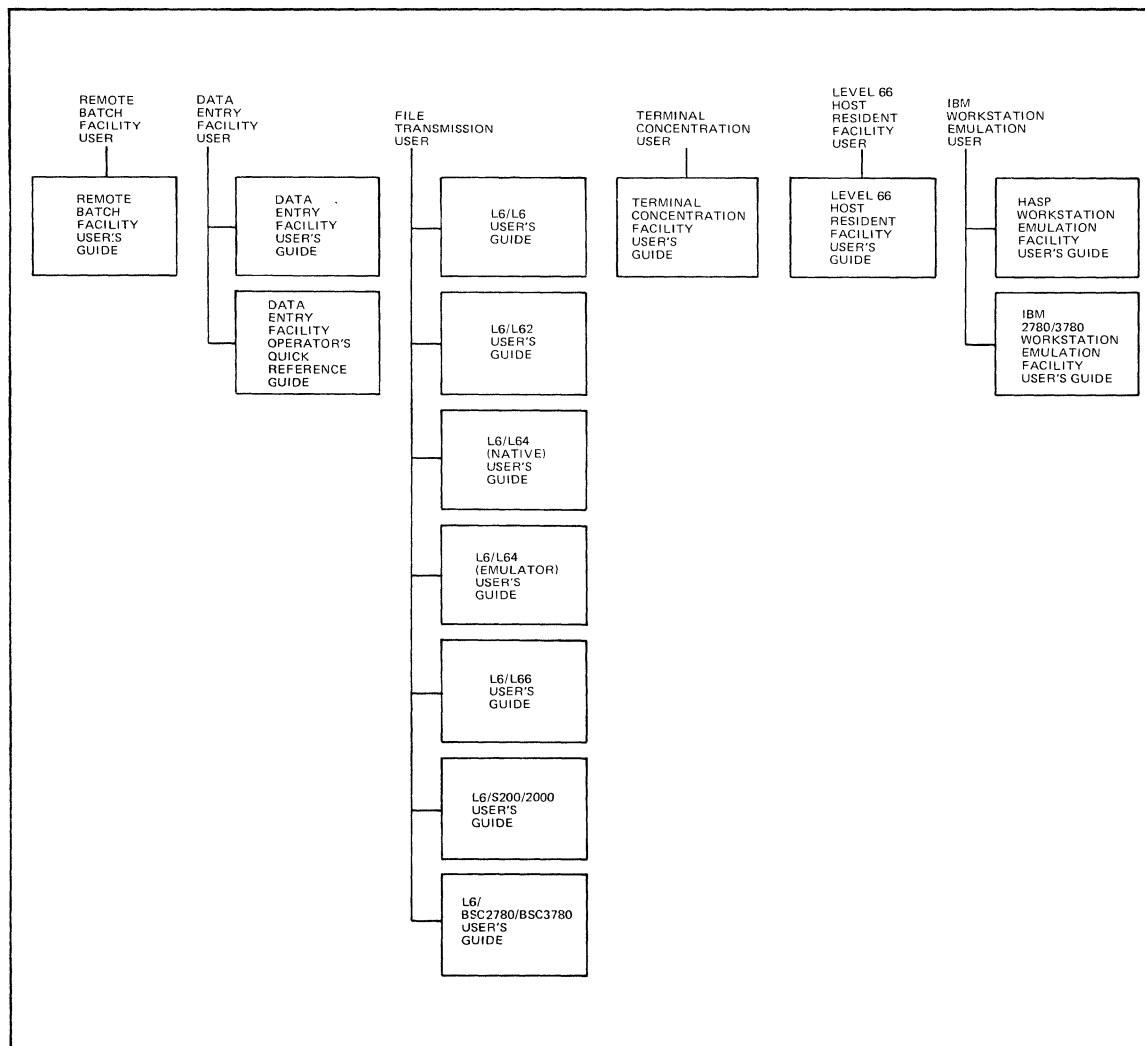 REMOTE
BATCH
FACILITY
USER
REMOTE
BATCH
FACILITY
USER'S
GUIDE
DATA
ENTRY
FACILITY
USER
DATA
ENTRY
FACILITY
USER'S
GUIDE
DATA
ENTRY
FACILITY
OPERATOR'S
QUICK
REFERENCE
GUIDE
FILE
TRANSMISSION
USER
L6/L6
USER'S
GUIDE
L6/L62
USER'S
GUIDE
L6/L64
(NATIVE)
USER'S
GUIDE
L6/L64
(EMULATOR)
USER'S
GUIDE
L6/L66
USER'S
GUIDE
L6/S200/2000
USER'S
GUIDE
L6/
BSC2780/BSC3780
USER'S
GUIDE
TERMINAL
CONCENTRATION
USER
TERMINAL
CONCENTRATION
FACILITY
USER'S
GUIDE
LEVEL 66
HOST
RESIDENT
FACILITY
USER
LEVEL 66
HOST
RESIDENT
FACILITY
USER'S
GUIDE
IBM
WORKSTATION
EMULATION
USER
HASP
WORKSTATION
EMULATION
FACILITY
USER'S GUIDE
IBM
2780/3780
WORKSTATION
EMULATION
FACILITY
USER'S GUIDE